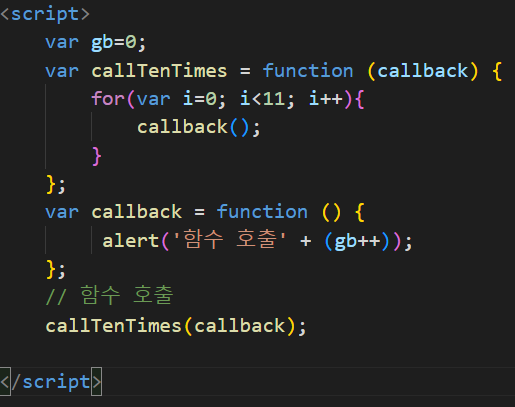 <script>
var gb=0;
var callTenTimes = function (callback) {
for(var i=0; i<11; i++){
callback();
}
};
var callback = function () {
alert('함수 호출' + (gb++));
};
// 함수 호출
callTenTimes(callback);
</script>